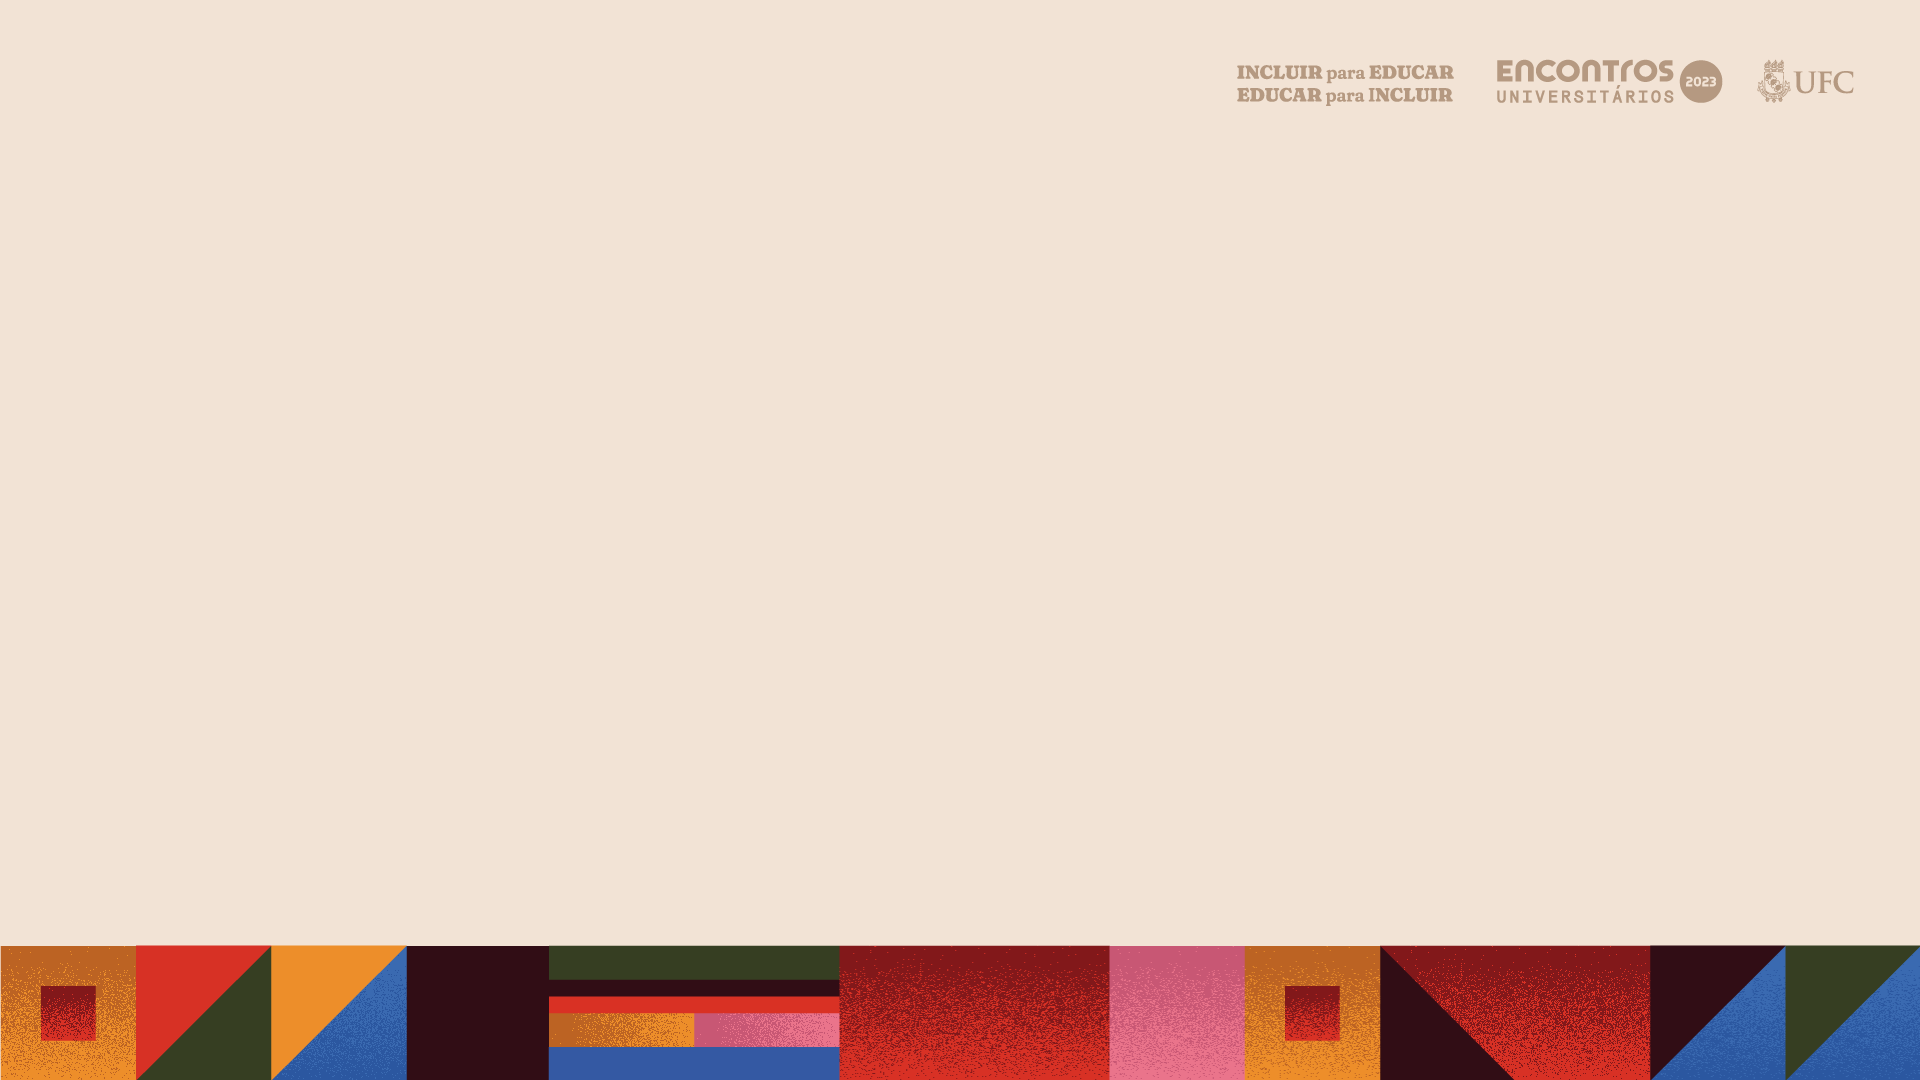 INCLUIR para EDUCAR
EDUCAR para INCLUIR
ENCONTROS
UNIVERSITÁRIOS
2023
UFC